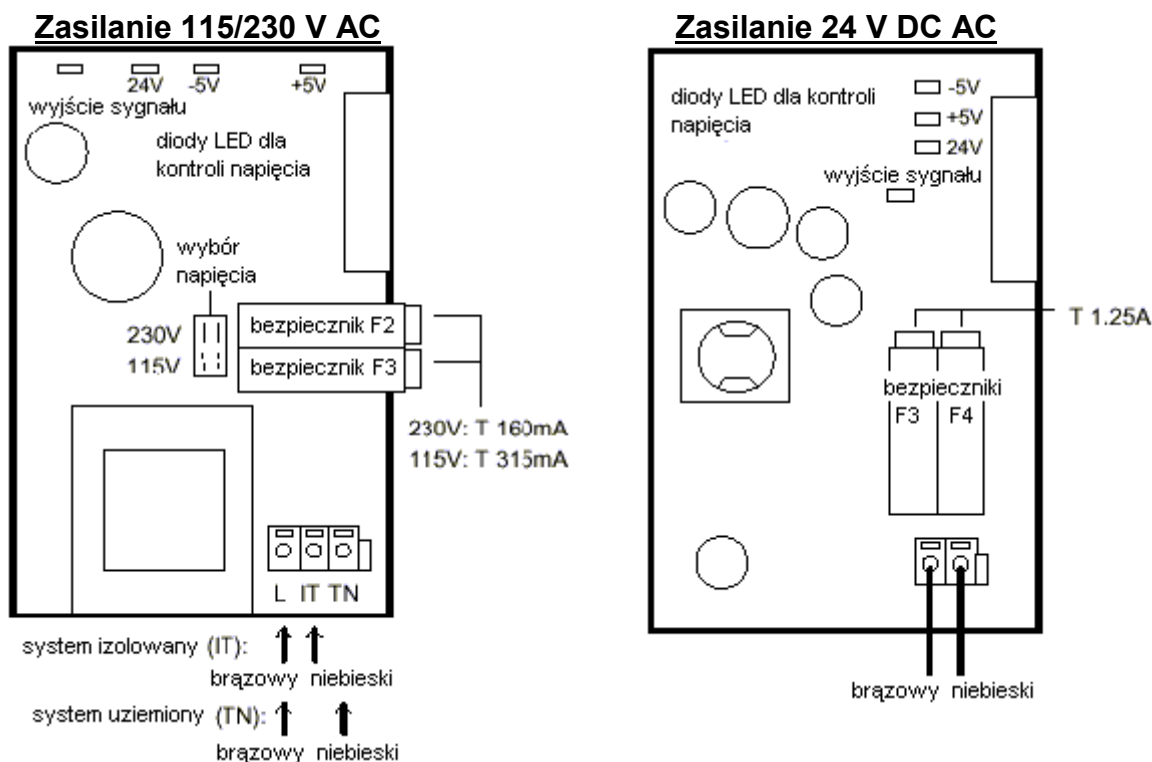 Zasilanie 115/230 V AC
24V -5V +5V
wyjście sygnału
diody LED dla
kontroli napięcia
wybór
napięcia
230V
115V
bezpiecznik F2
bezpiecznik F3
230V: T 160mA
115V: T 315mA
L IT TN
system izolowany (IT):
brązowy niebieski
system uziemiony (TN):
brązowy niebieski
Zasilanie 24 V DC AC
diody LED dla kontroli
napięcia
-5V
+5V
24V
wyjście sygnału
T 1.25A
bezpieczniki
F3 F4
brązowy niebieski